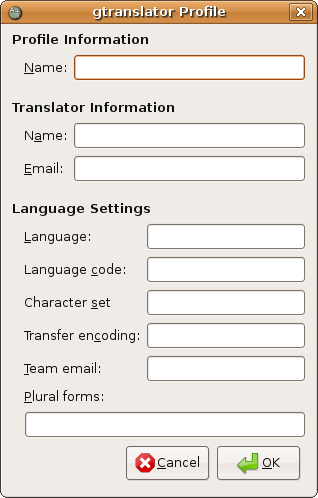 gtranslator Profile
Profile Information
Name:
Translator Information
Name:
Email:
Language Settings
Language:
Language code:
Character set
Transfer encoding:
Team email:
Plural forms:
Cancel OK